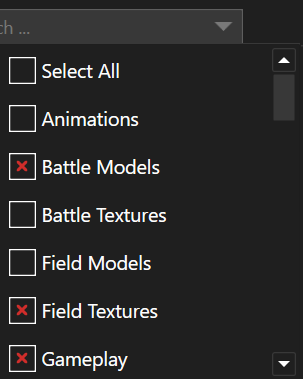 ch ...
Select All
Animations
Battle Models
Battle Textures
Field Models
Field Textures
Gameplay